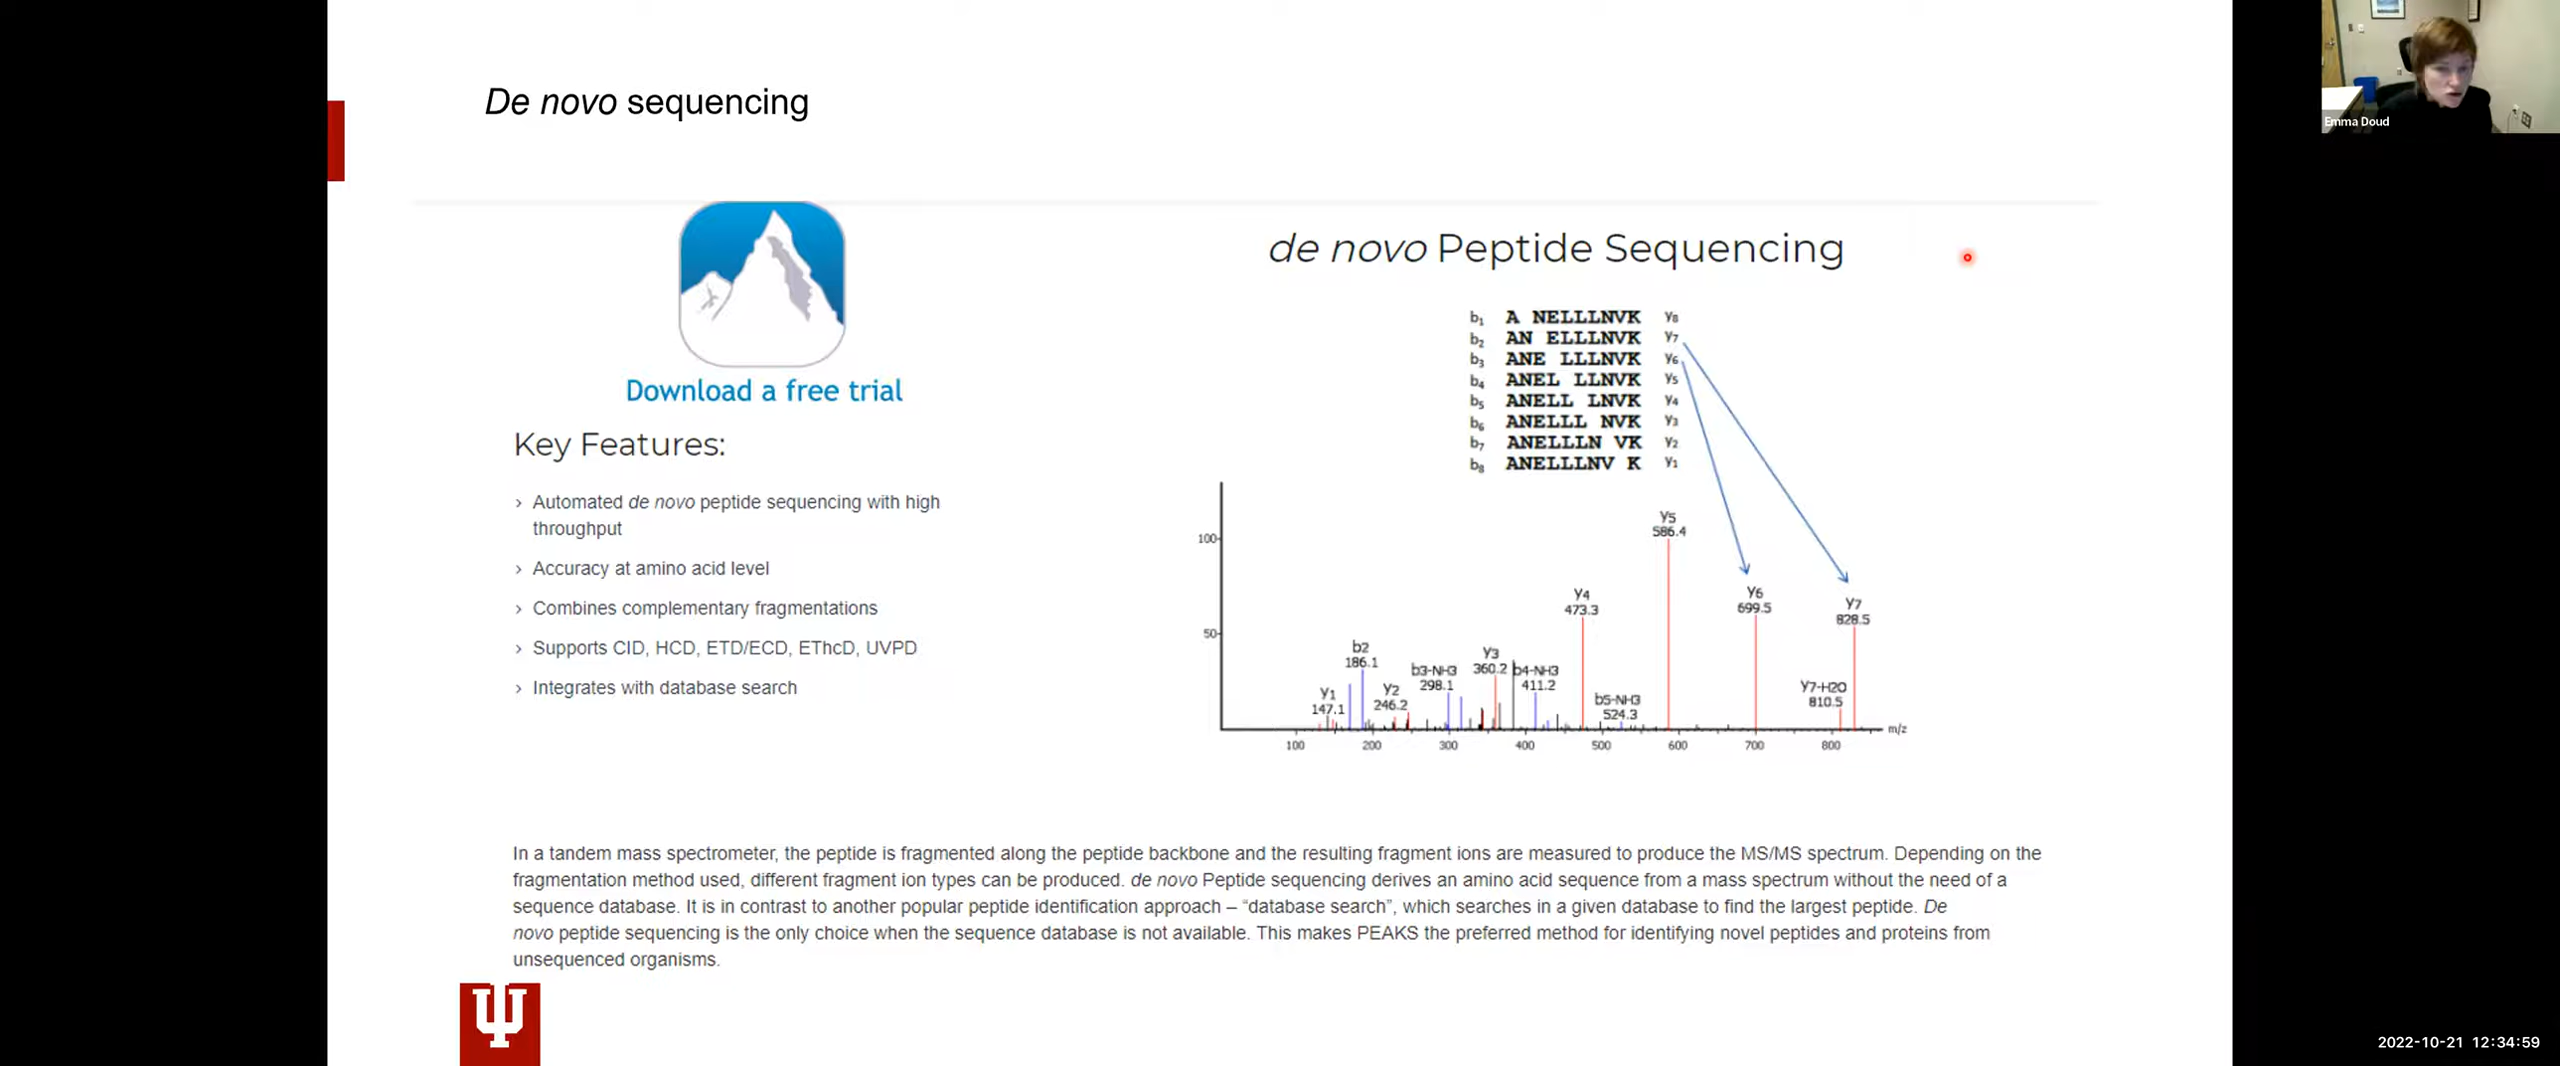 De novo sequencing
Emma Doud
Download a free trial
Key Features:
› Automated de novo peptide sequencing with high
throughput
› Accuracy at amino acid level
› Combines complementary fragmentations
› Supports CID, HCD, ETD/ECD, EThcD, UVPD
› Integrates with database search
de novo Peptide Sequencing
b1 A NELLLNVK y8
b2 AN ELLLNVK y7
b3 ANE LLLNVK y6
b4 ANEL LLNVK y5
b5 ANELL LNVK y4
b6 ANELLL NVK y3
b7 ANELLLN VK y2
b8 ANELLLNV K y1
100
50
y1
147.1
b2
186.1
y2
246.2
b3-NH3
298.1
y3
360.2
b4-NH3
411.2
y4
473.3
b5-NH3
524.3
y5
586.4
y6
699.5
y7-H2O
810.5
y7
828.5
100 200 300 400 500 600 700 800 m/z
In a tandem mass spectrometer, the peptide is fragmented along the peptide backbone and the resulting fragment ions are measured to produce the MS/MS spectrum. Depending on the
fragmentation method used, different fragment ion types can be produced. de novo Peptide sequencing derives an amino acid sequence from a mass spectrum without the need of a
sequence database. It is in contrast to another popular peptide identification approach – “database search”, which searches in a given database to find the largest peptide. De
novo peptide sequencing is the only choice when the sequence database is not available. This makes PEAKS the preferred method for identifying novel peptides and proteins from
unsequenced organisms.
2022-10-21 12:34:59